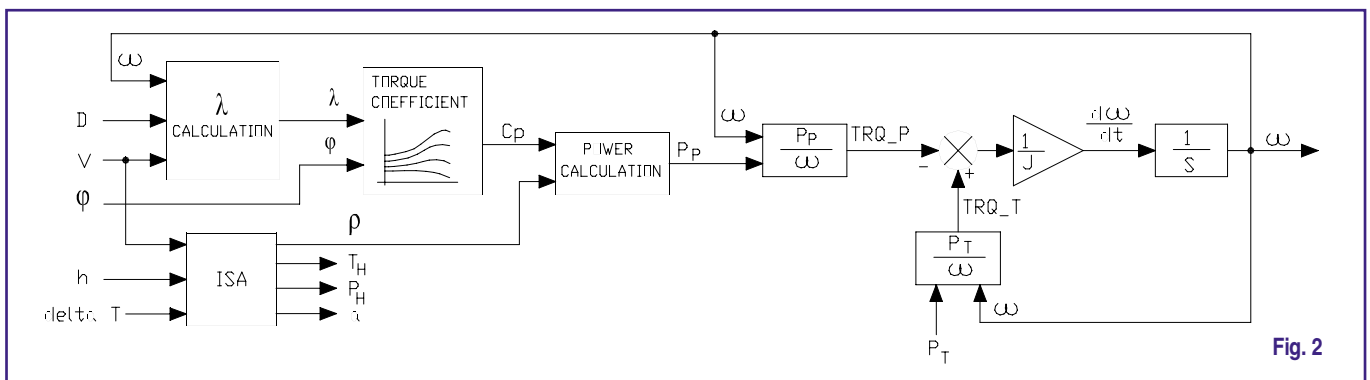 ω
D
V
φ
h
T
λ
CALCULATION
ISA
λ
φ
TORQUE
COEFFICIENT
Cp
ρ
T_H
P_H
CALCULATION
P_P
ω
P_P
ω
TRQ_P
−
+
TRQ_T
P_T
ω
P_T
ω
1
J
dω
dt
1
S
ω
Fig. 2